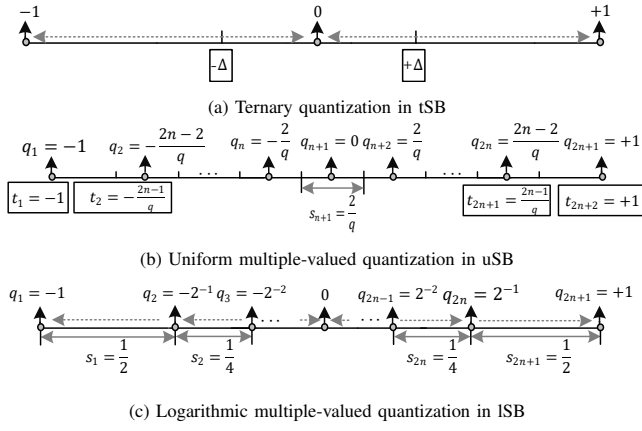 −1 0 +1
-Δ +Δ
(a) Ternary quantization in tSB
q₁ = −1 q₂ = −(2n−2)/q qₙ = −2/q qₙ₊₁ = 0 qₙ₊₂ = 2/q q₂ₙ = (2n−2)/q q₂ₙ₊₁ = +1
... ...
t₁ = −1 t₂ = −(2n−1)/q sₙ₊₁ = 2/q t₂ₙ₊₁ = (2n−1)/q t₂ₙ₊₂ = +1
(b) Uniform multiple-valued quantization in uSB
q₁ = −1 q₂ = −2⁻¹ q₃ = −2⁻² 0 q₂ₙ₋₁ = 2⁻² q₂ₙ = 2⁻¹ q₂ₙ₊₁ = +1
... ...
s₁ = 1/2 s₂ = 1/4 s₂ₙ = 1/4 s₂ₙ₊₁ = 1/2
(c) Logarithmic multiple-valued quantization in lSB